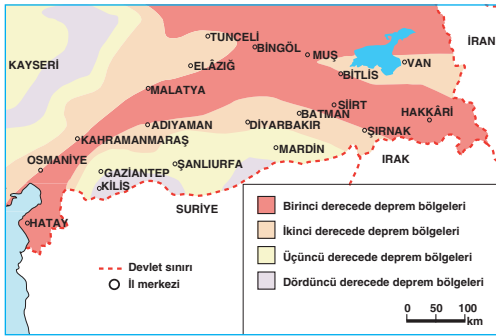 TUNÇELİ
BİNGÖL
MUŞ
İRAN
KAYSERİ
ELÂZIĞ
VAN
BİTLİS
MALATYA
SİİRT
BATMAN
HAKKÂRİ
ADIYAMAN
DİYARBAKIR
ŞIRNAK
KAHRAMANMARAŞ
MARDİN
IRAK
OSMANİYE
GAZİANTEP
ŞANLIURFA
KİLİS
SURİYE
HATAY
Birinci derecede deprem bölgeleri
İkinci derecede deprem bölgeleri
Üçüncü derecede deprem bölgeleri
Dördüncü derecede deprem bölgeleri
Devlet sınırı
İl merkezi
0 50 100
km